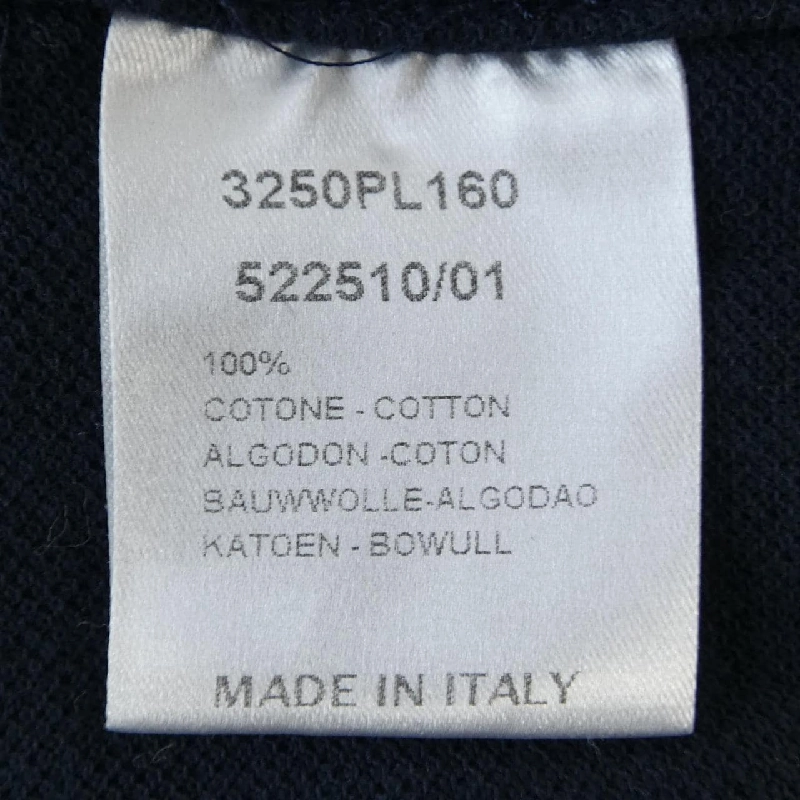 3250PL160
522510/01
100%
COTONE - COTTON
ALGODON -COTON
BAUWWOLLE-ALGODAO
KATOEN - BOWULL
MADE IN ITALY